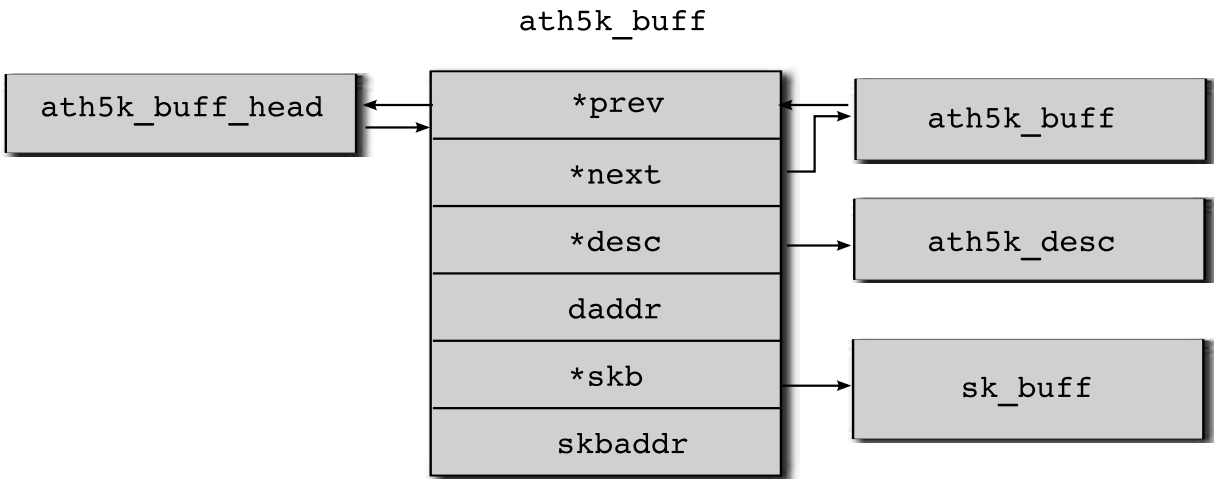 ath5k_buff
ath5k_buff_head
*prev
*next
*desc
daddr
*skb
skbaddr
ath5k_buff
ath5k_desc
sk_buff